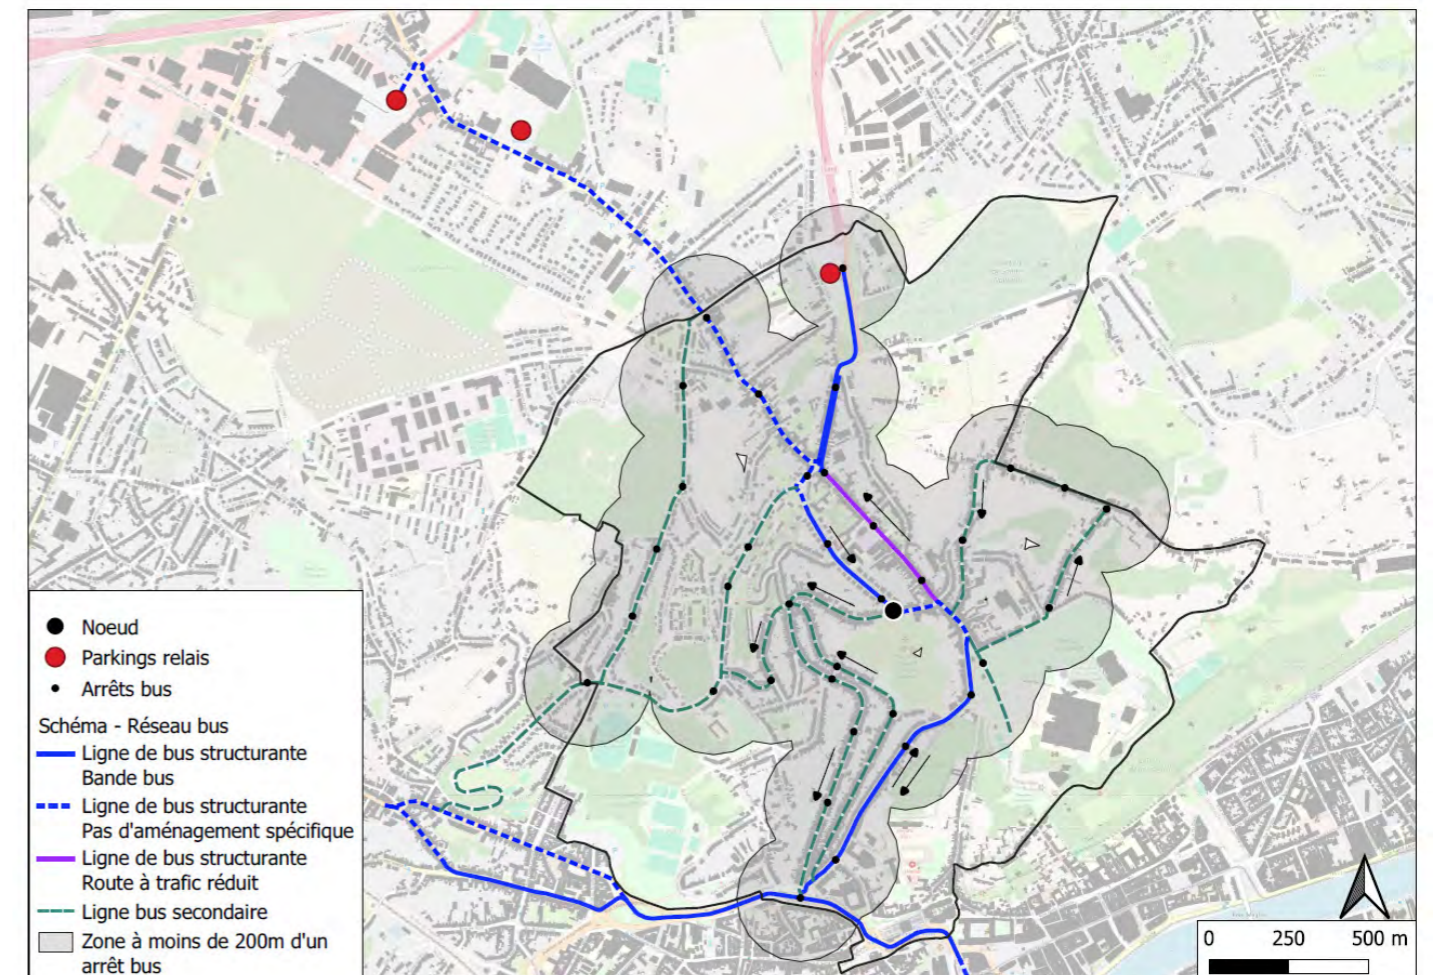 Noeud
Parkings relais
Arrêts bus
Schéma - Réseau bus
Ligne de bus structurante
Bande bus
Ligne de bus structurante
Pas d'aménagement spécifique
Ligne de bus structurante
Route à trafic réduit
Ligne bus secondaire
Zone à moins de 200m d'un
arrêt bus
0 250 500 m